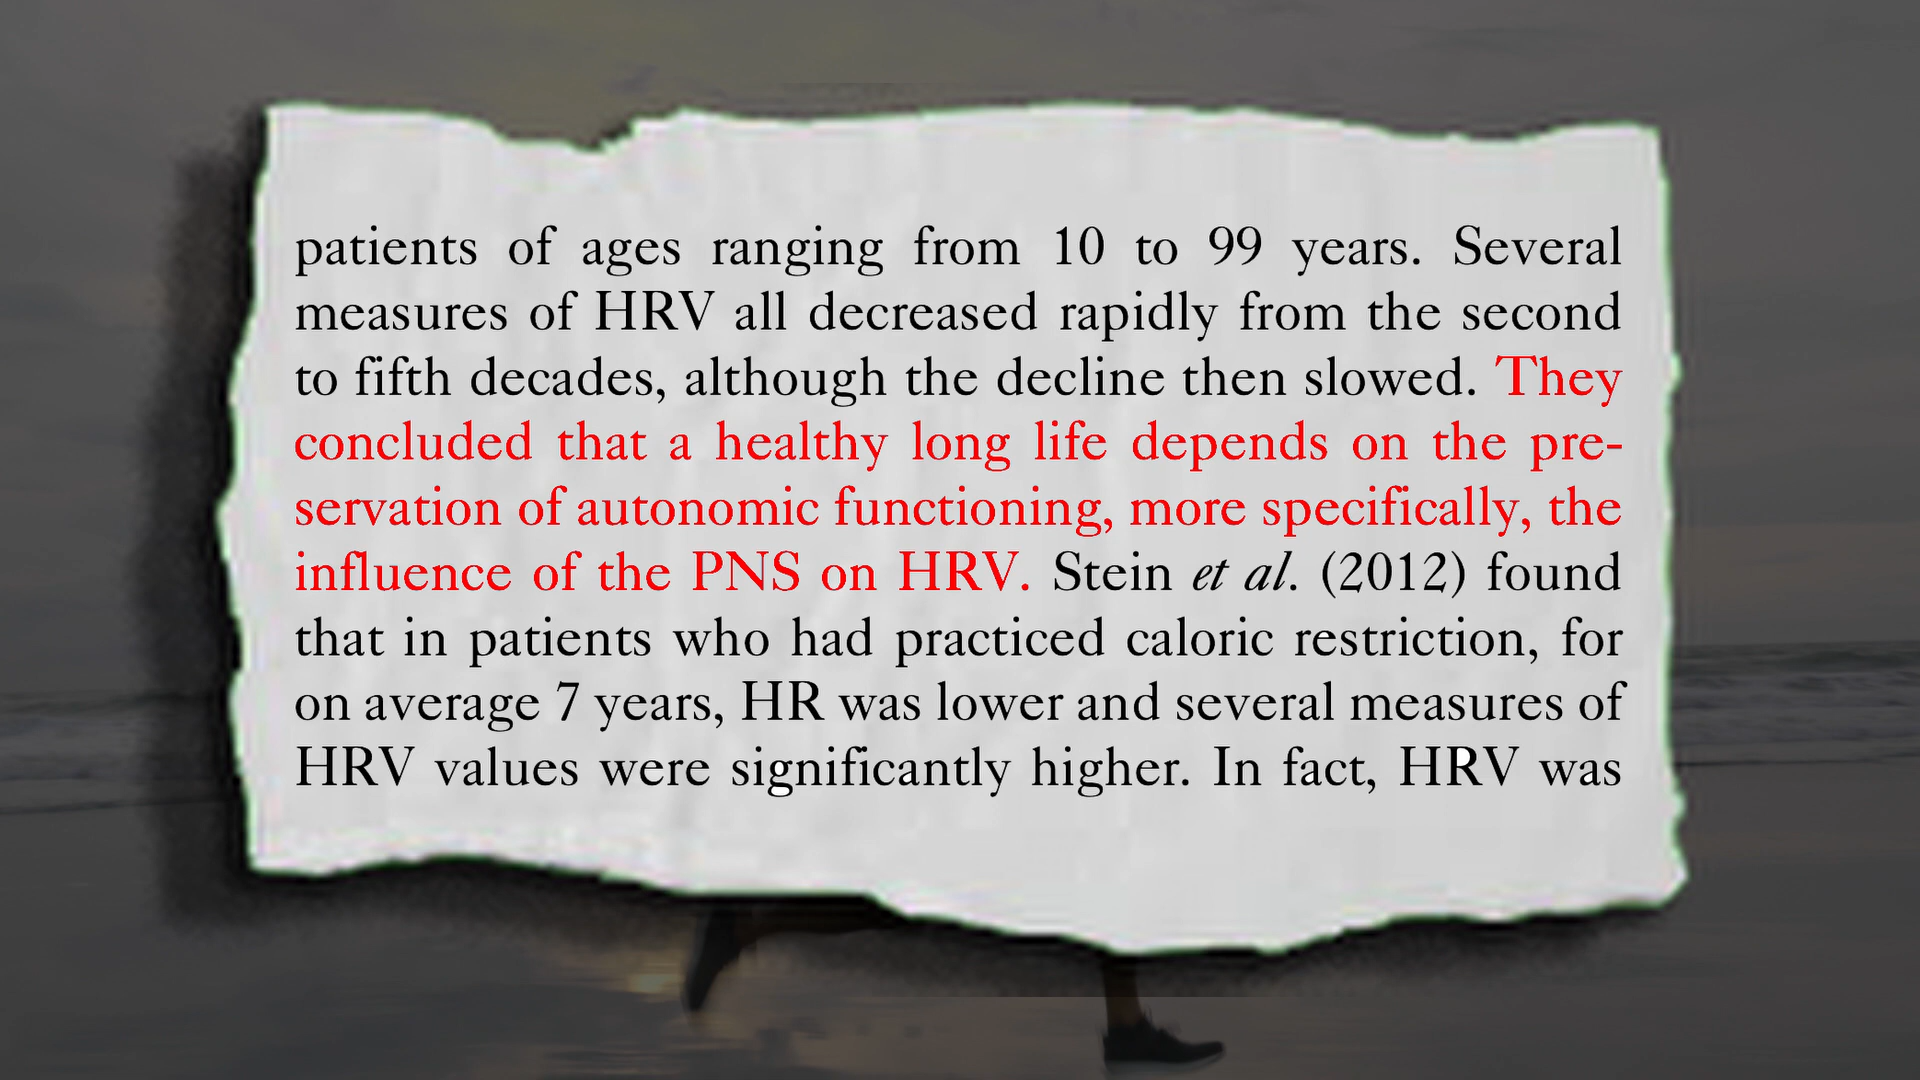 patients of ages ranging from 10 to 99 years. Several
measures of HRV all decreased rapidly from the second
to fifth decades, although the decline then slowed. They
concluded that a healthy long life depends on the pre-
servation of autonomic functioning, more specifically, the
influence of the PNS on HRV. Stein et al. (2012) found
that in patients who had practiced caloric restriction, for
on average 7 years, HR was lower and several measures of
HRV values were significantly higher. In fact, HRV was